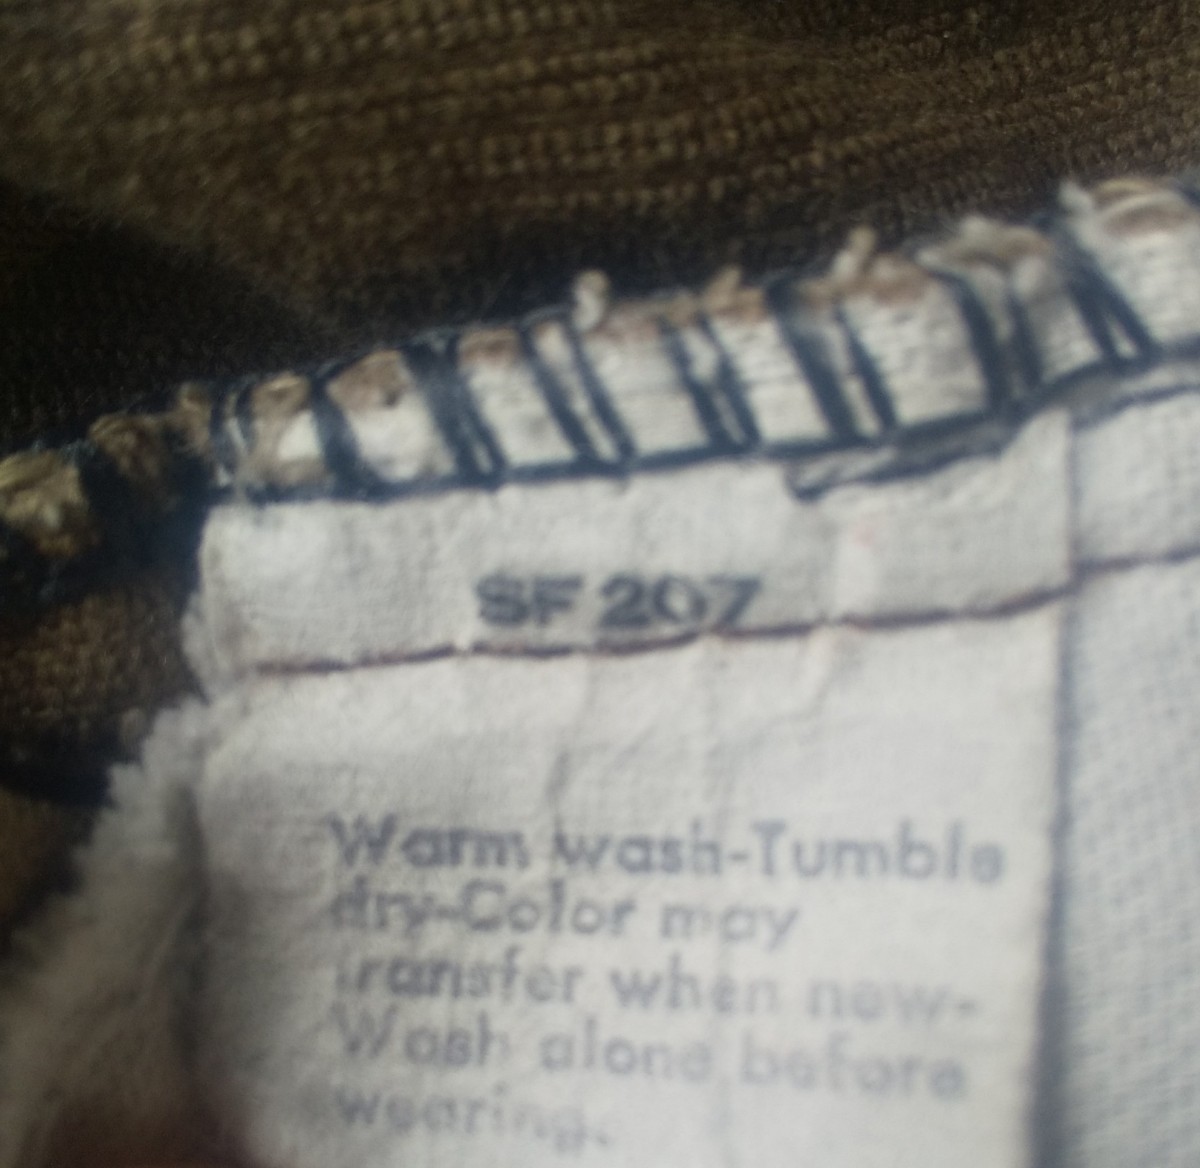 SF 207
Warm wash-Tumble
dry-Color may
transfer when new-
Wash alone before
wearing.